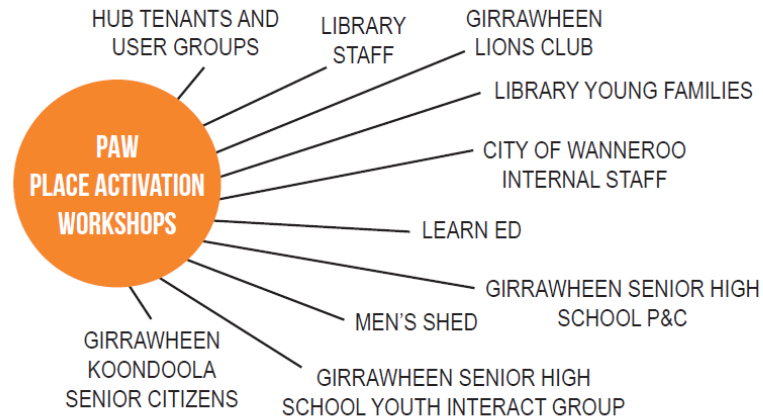 HUB TENANTS AND
USER GROUPS
LIBRARY
STAFF
GIRRAWHEEN
LIONS CLUB
LIBRARY YOUNG FAMILIES
PAW
PLACE ACTIVATION
WORKSHOPS
CITY OF WANNEROO
INTERNAL STAFF
LEARN ED
GIRRAWHEEN SENIOR HIGH
SCHOOL P&C
MEN'S SHED
GIRRAWHEEN
KOONDOOLA
SENIOR CITIZENS
GIRRAWHEEN SENIOR HIGH
SCHOOL YOUTH INTERACT GROUP